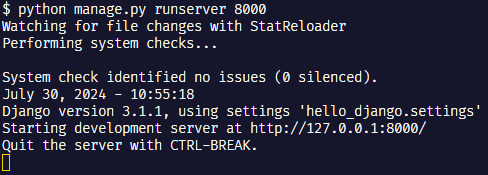 $ python manage.py runserver 8000
Watching for file changes with StatReloader
Performing system checks...
System check identified no issues (0 silenced).
July 30, 2024 - 10:55:18
Django version 3.1.1, using settings 'hello_django.settings'
Starting development server at http://127.0.0.1:8000/
Quit the server with CTRL-BREAK.